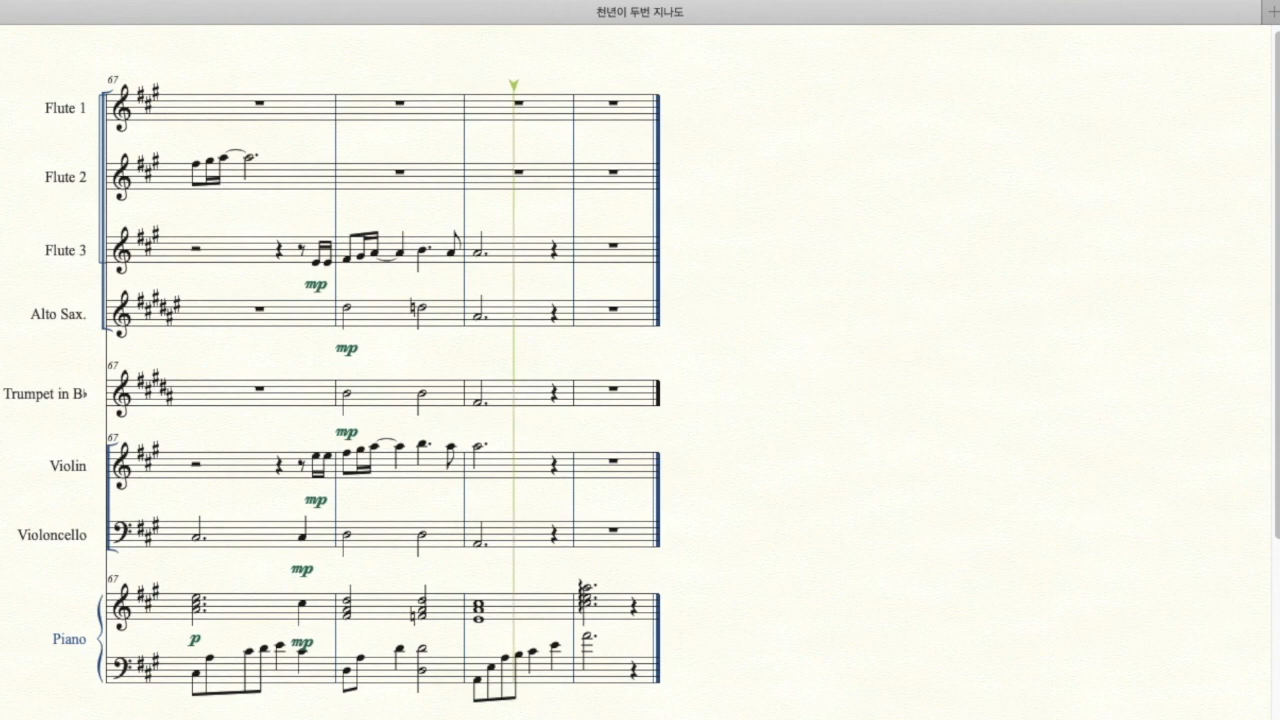 천년이 두번 지나도
67
Flute 1
Flute 2
Flute 3
mp
Alto Sax.
mp
67
Trumpet in B♭
mp
67
Violin
mp
Violoncello
mp
67
Piano
p mp